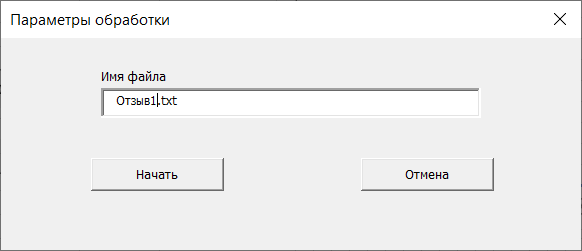 Параметры обработки
Имя файла
Отзыв1.txt
Начать
Отмена